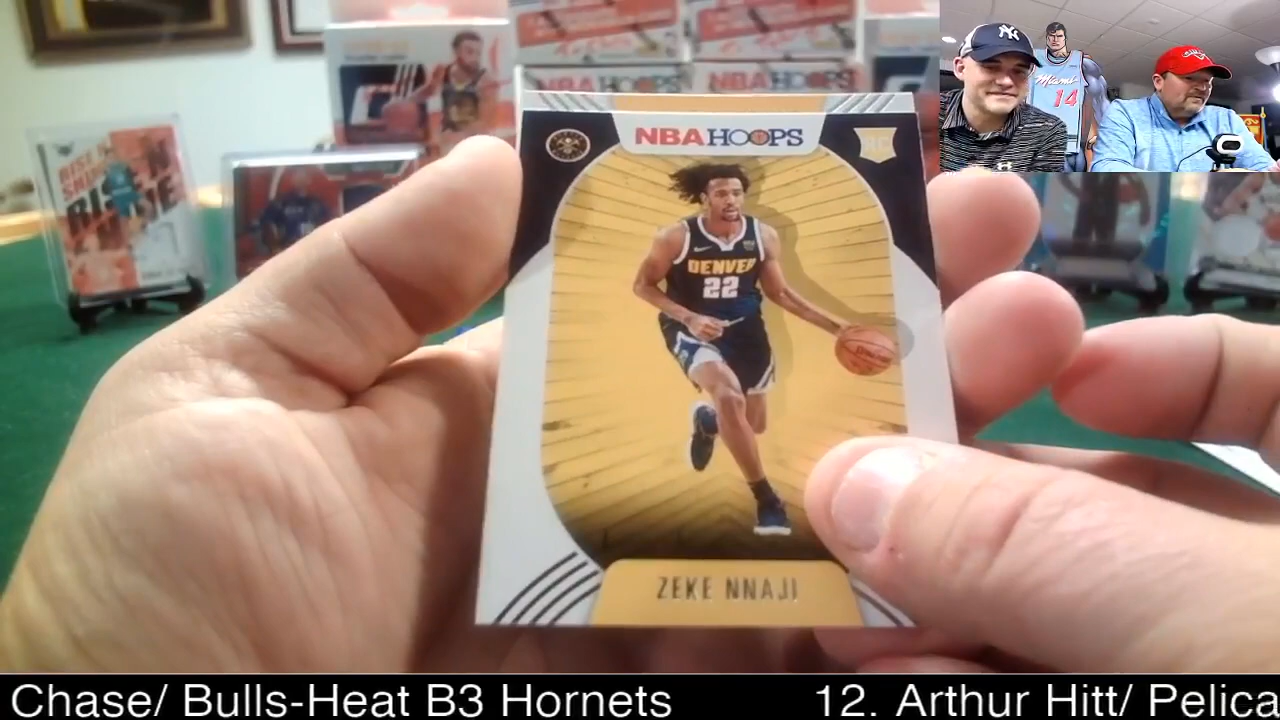 NBA HOOPS
NBA HOOPS
NBA HOOPS
RC
DENVER
22
ZEKE NNAJI
Miami
14
Chase/ Bulls-Heat B3 Hornets 12. Arthur Hitt/ Pelica